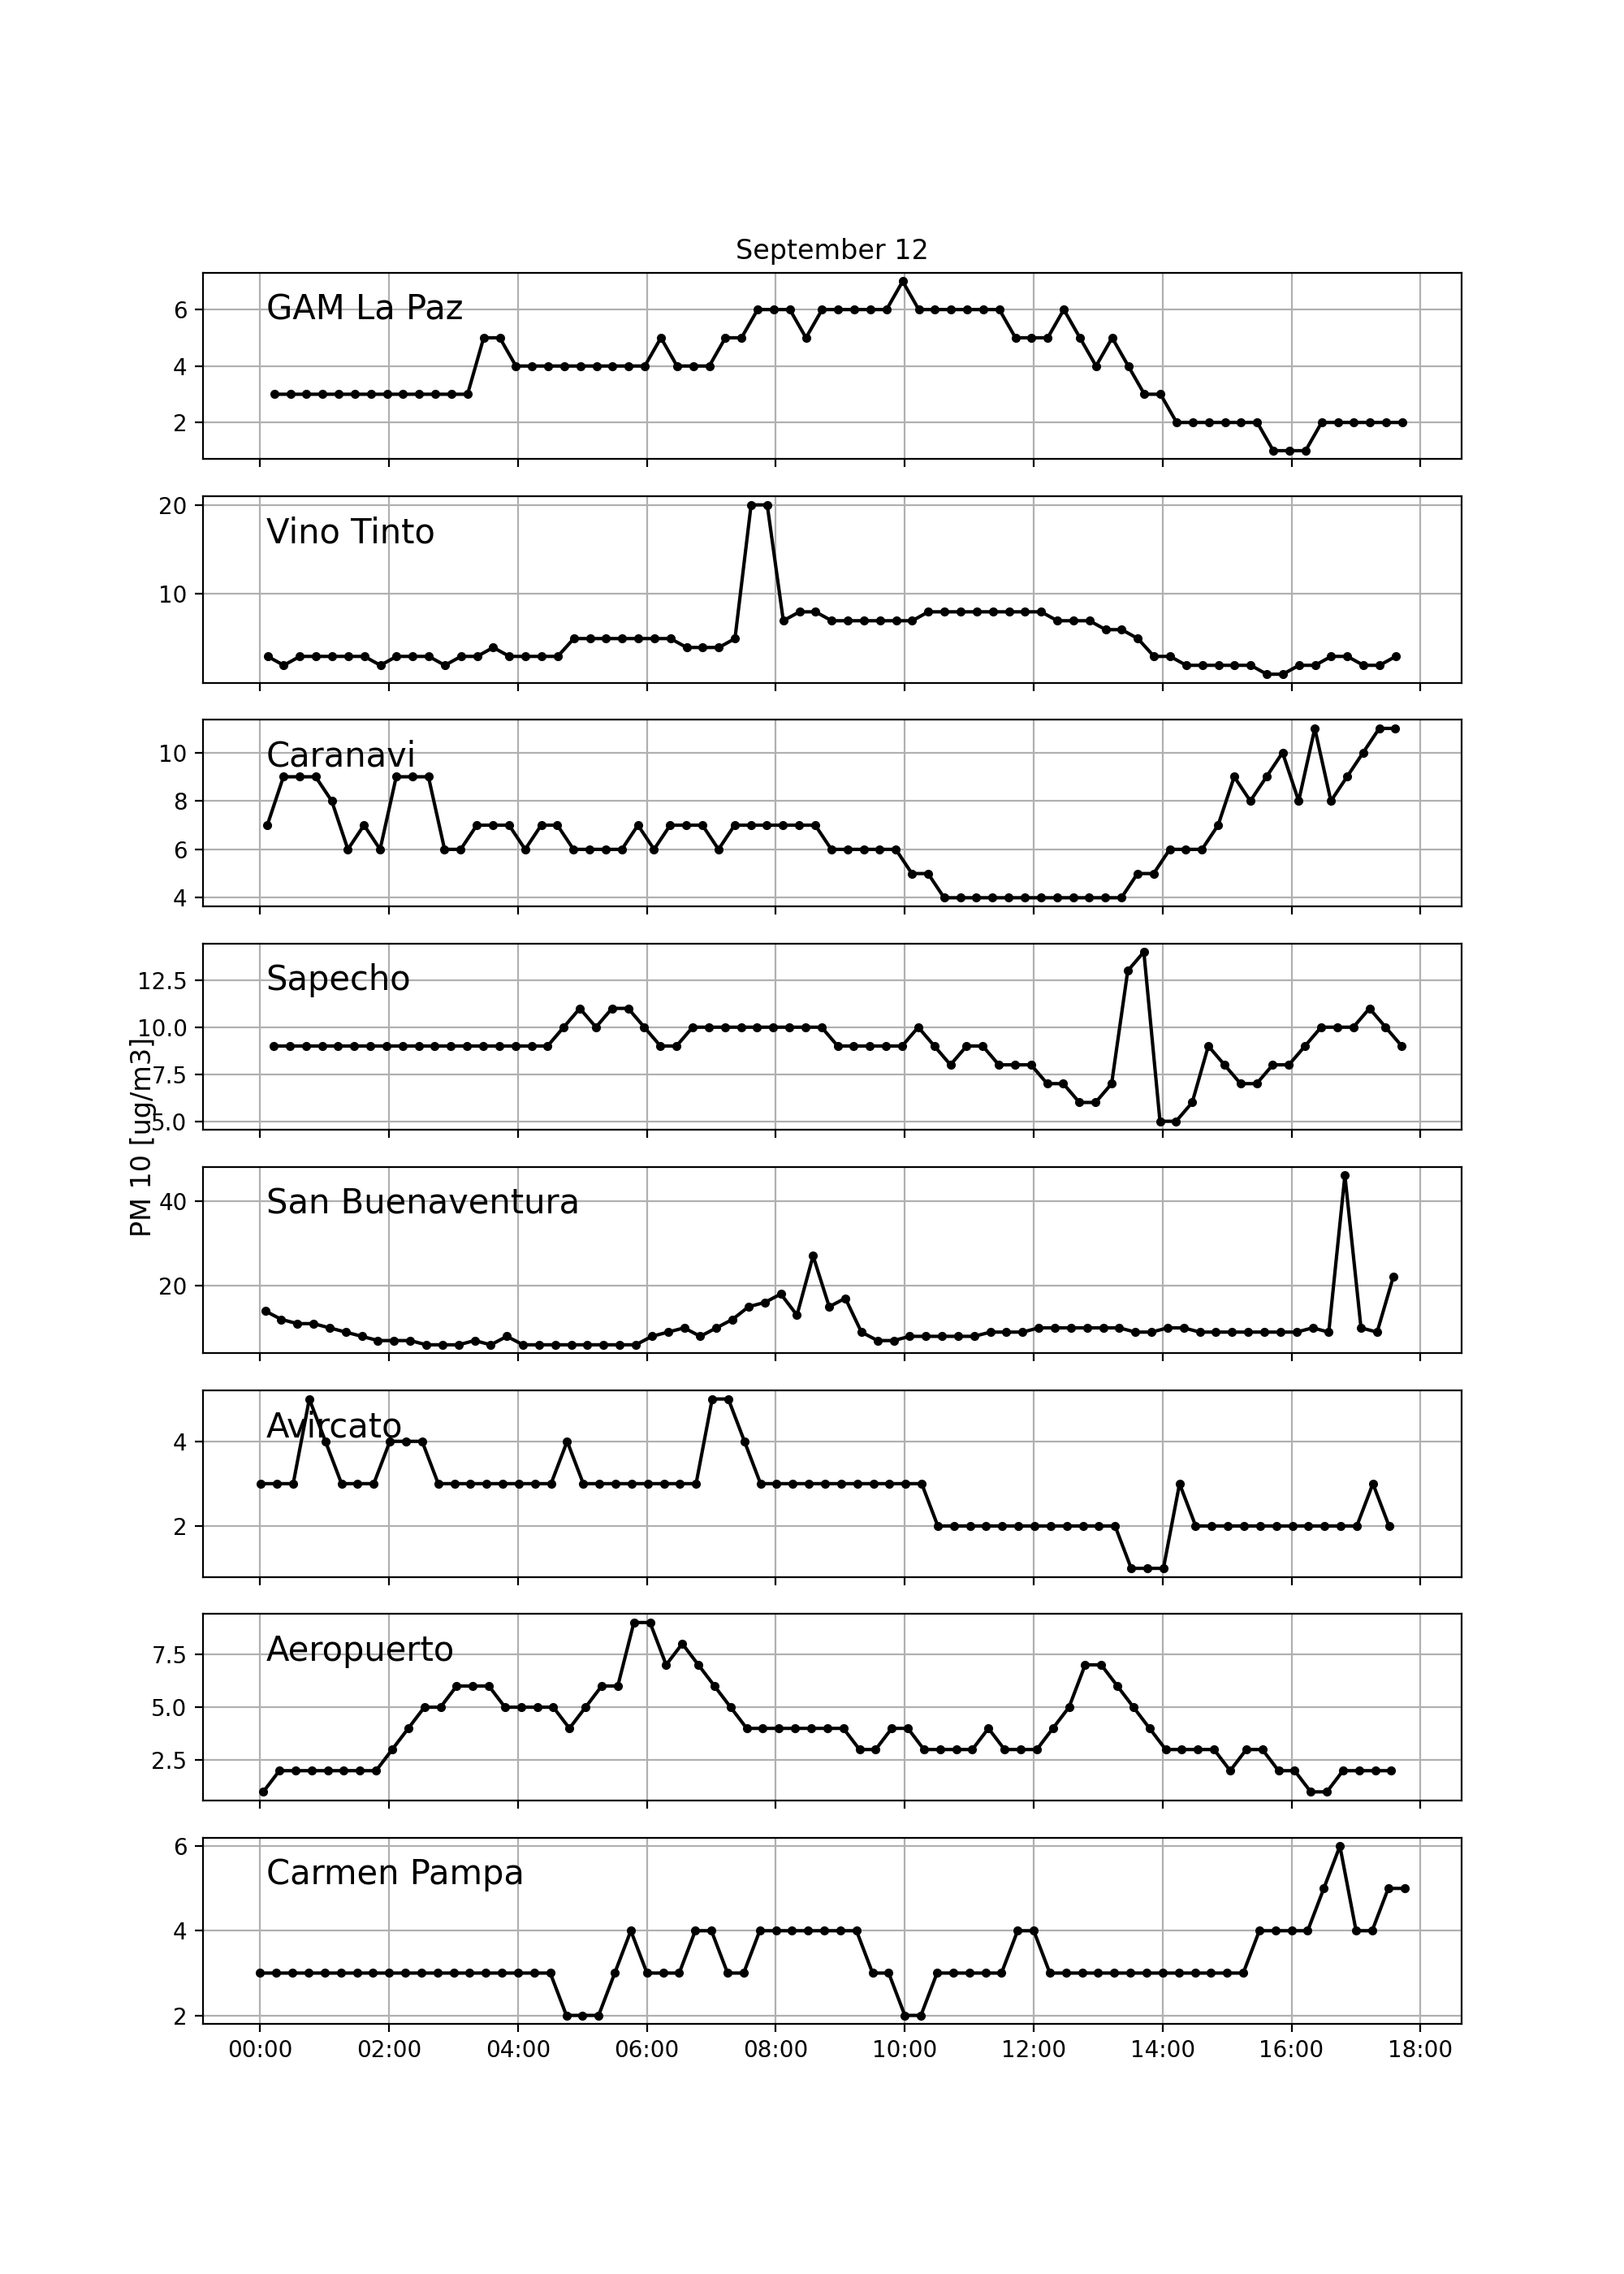 September 12
PM 10 [ug/m3]
GAM La Paz
6
4
2
Vino Tinto
20
10
Caranavi
10
8
6
4
Sapecho
12.5
10.0
7.5
5.0
San Buenaventura
40
20
Avircato
4
2
Aeropuerto
7.5
5.0
2.5
Carmen Pampa
6
4
2
00:00 02:00 04:00 06:00 08:00 10:00 12:00 14:00 16:00 18:00